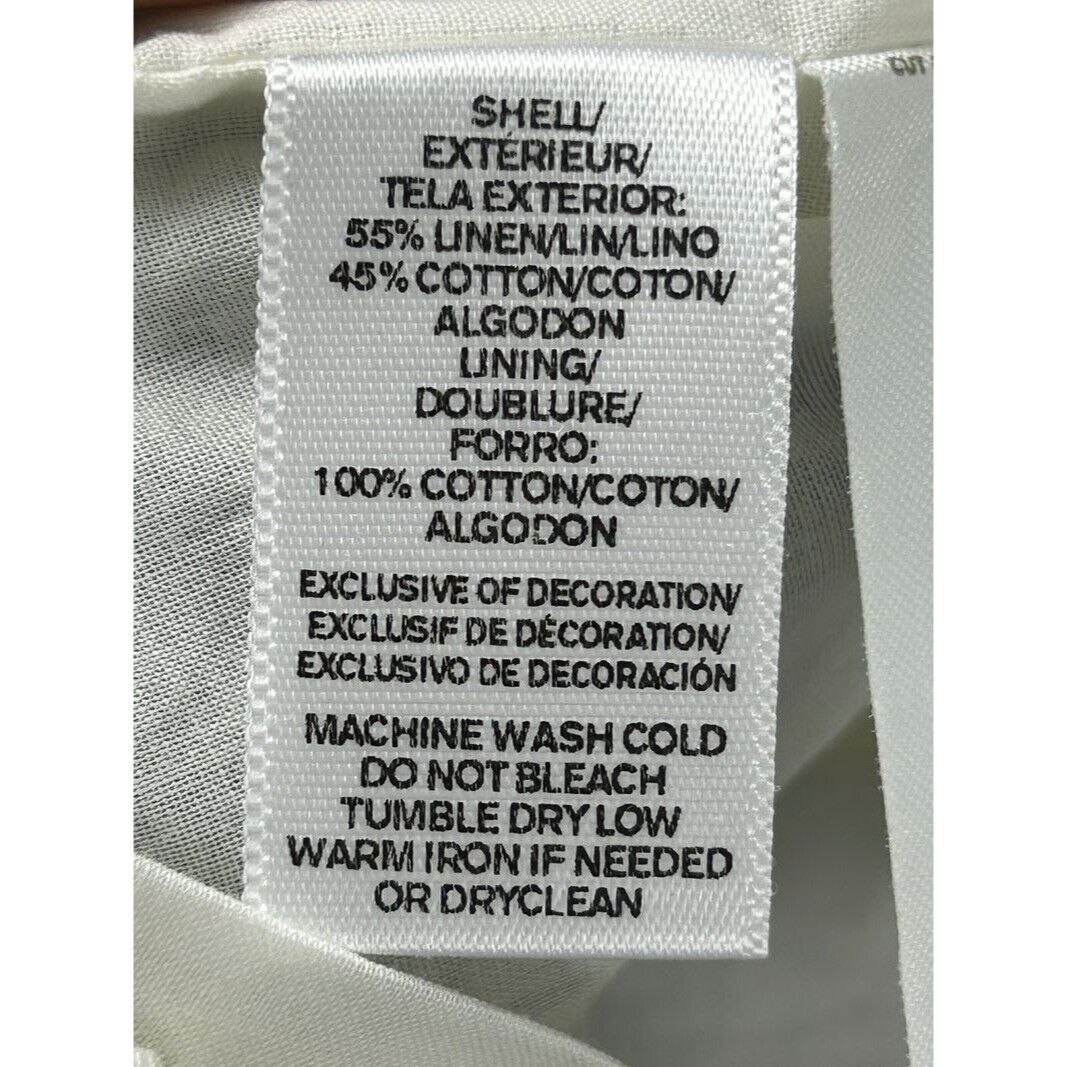 SHELL/
EXTÉRIEUR/
TELA EXTERIOR:
55% LINEN/LIN/LINO
45% COTTON/COTON/
ALGODON
LINING/
DOUBLURE/
FORRO:
100% COTTON/COTON/
ALGODON
EXCLUSIVE OF DECORATION/
EXCLUSIF DE DÉCORATION/
EXCLUSIVO DE DECORACIÓN
MACHINE WASH COLD
DO NOT BLEACH
TUMBLE DRY LOW
WARM IRON IF NEEDED
OR DRYCLEAN
CUT